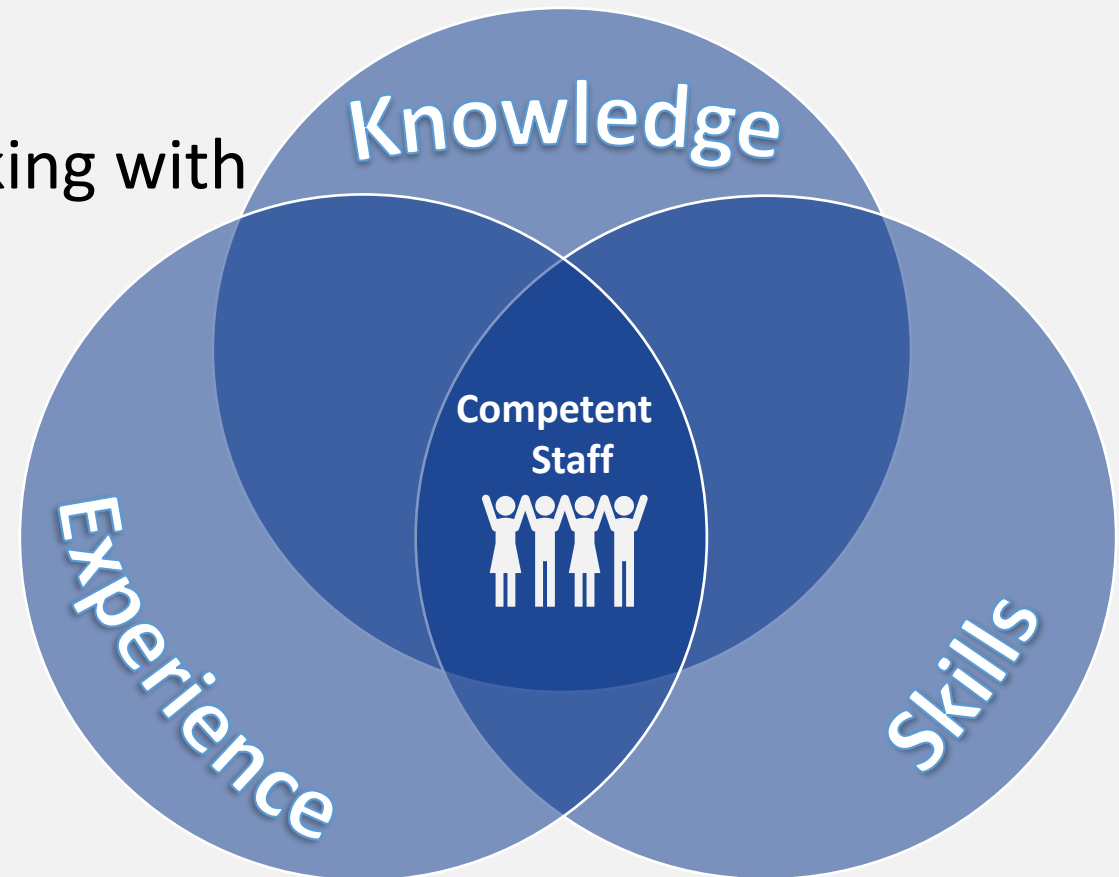 Knowledge
king with
Competent
Staff
Experience
Skills